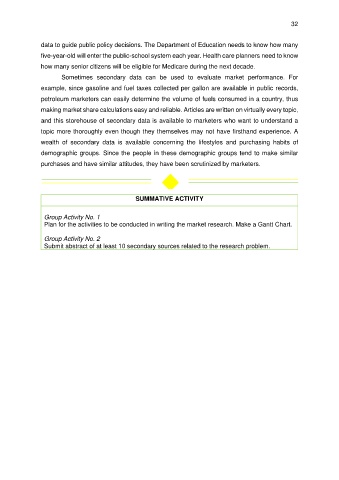 32
data to guide public policy decisions. The Department of Education needs to know how many
five-year-old will enter the public-school system each year. Health care planners need to know
how many senior citizens will be eligible for Medicare during the next decade.
Sometimes secondary data can be used to evaluate market performance. For
example, since gasoline and fuel taxes collected per gallon are available in public records,
petroleum marketers can easily determine the volume of fuels consumed in a country, thus
making market share calculations easy and reliable. Articles are written on virtually every topic,
and this storehouse of secondary data is available to marketers who want to understand a
topic more thoroughly even though they themselves may not have firsthand experience. A
wealth of secondary data is available concerning the lifestyles and purchasing habits of
demographic groups. Since the people in these demographic groups tend to make similar
purchases and have similar attitudes, they have been scrutinized by marketers.
SUMMATIVE ACTIVITY
Group Activity No. 1
Plan for the activities to be conducted in writing the market research. Make a Gantt Chart.
Group Activity No. 2
Submit abstract of at least 10 secondary sources related to the research problem.